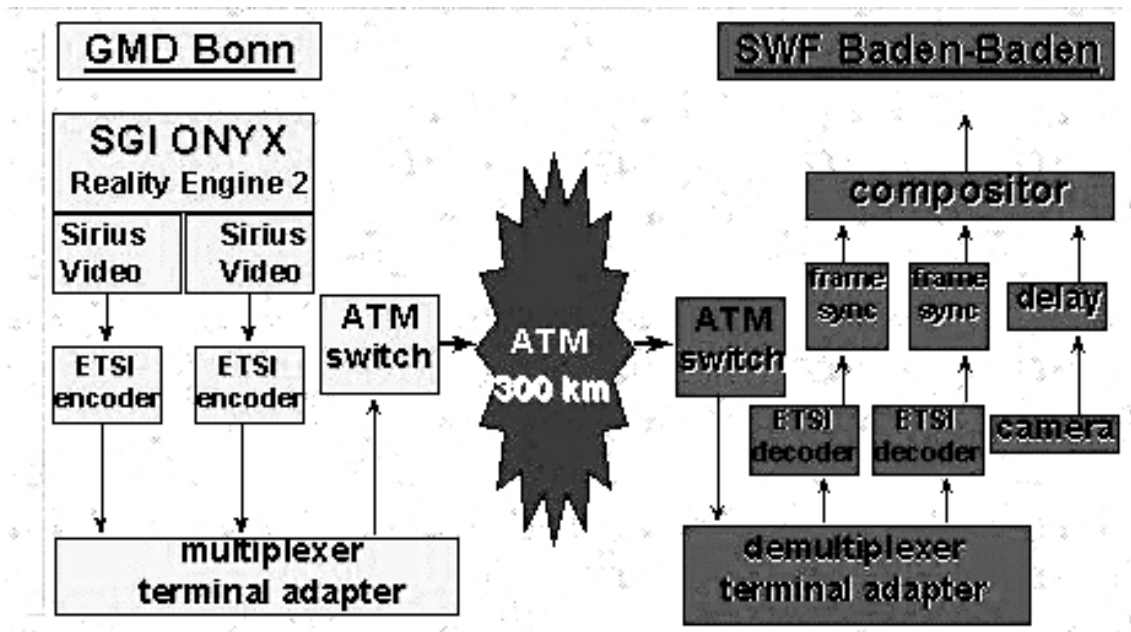 GMD Bonn
SGI ONYX
Reality Engine 2
Sirius
Video
Sirius
Video
ETSI
encoder
ETSI
encoder
ATM
switch
multiplexer
terminal adapter
ATM
300 km
SWF Baden-Baden
compositor
frame
sync
frame
sync
delay
ATM
switch
ETSI
decoder
ETSI
decoder
camera
demultiplexer
terminal adapter